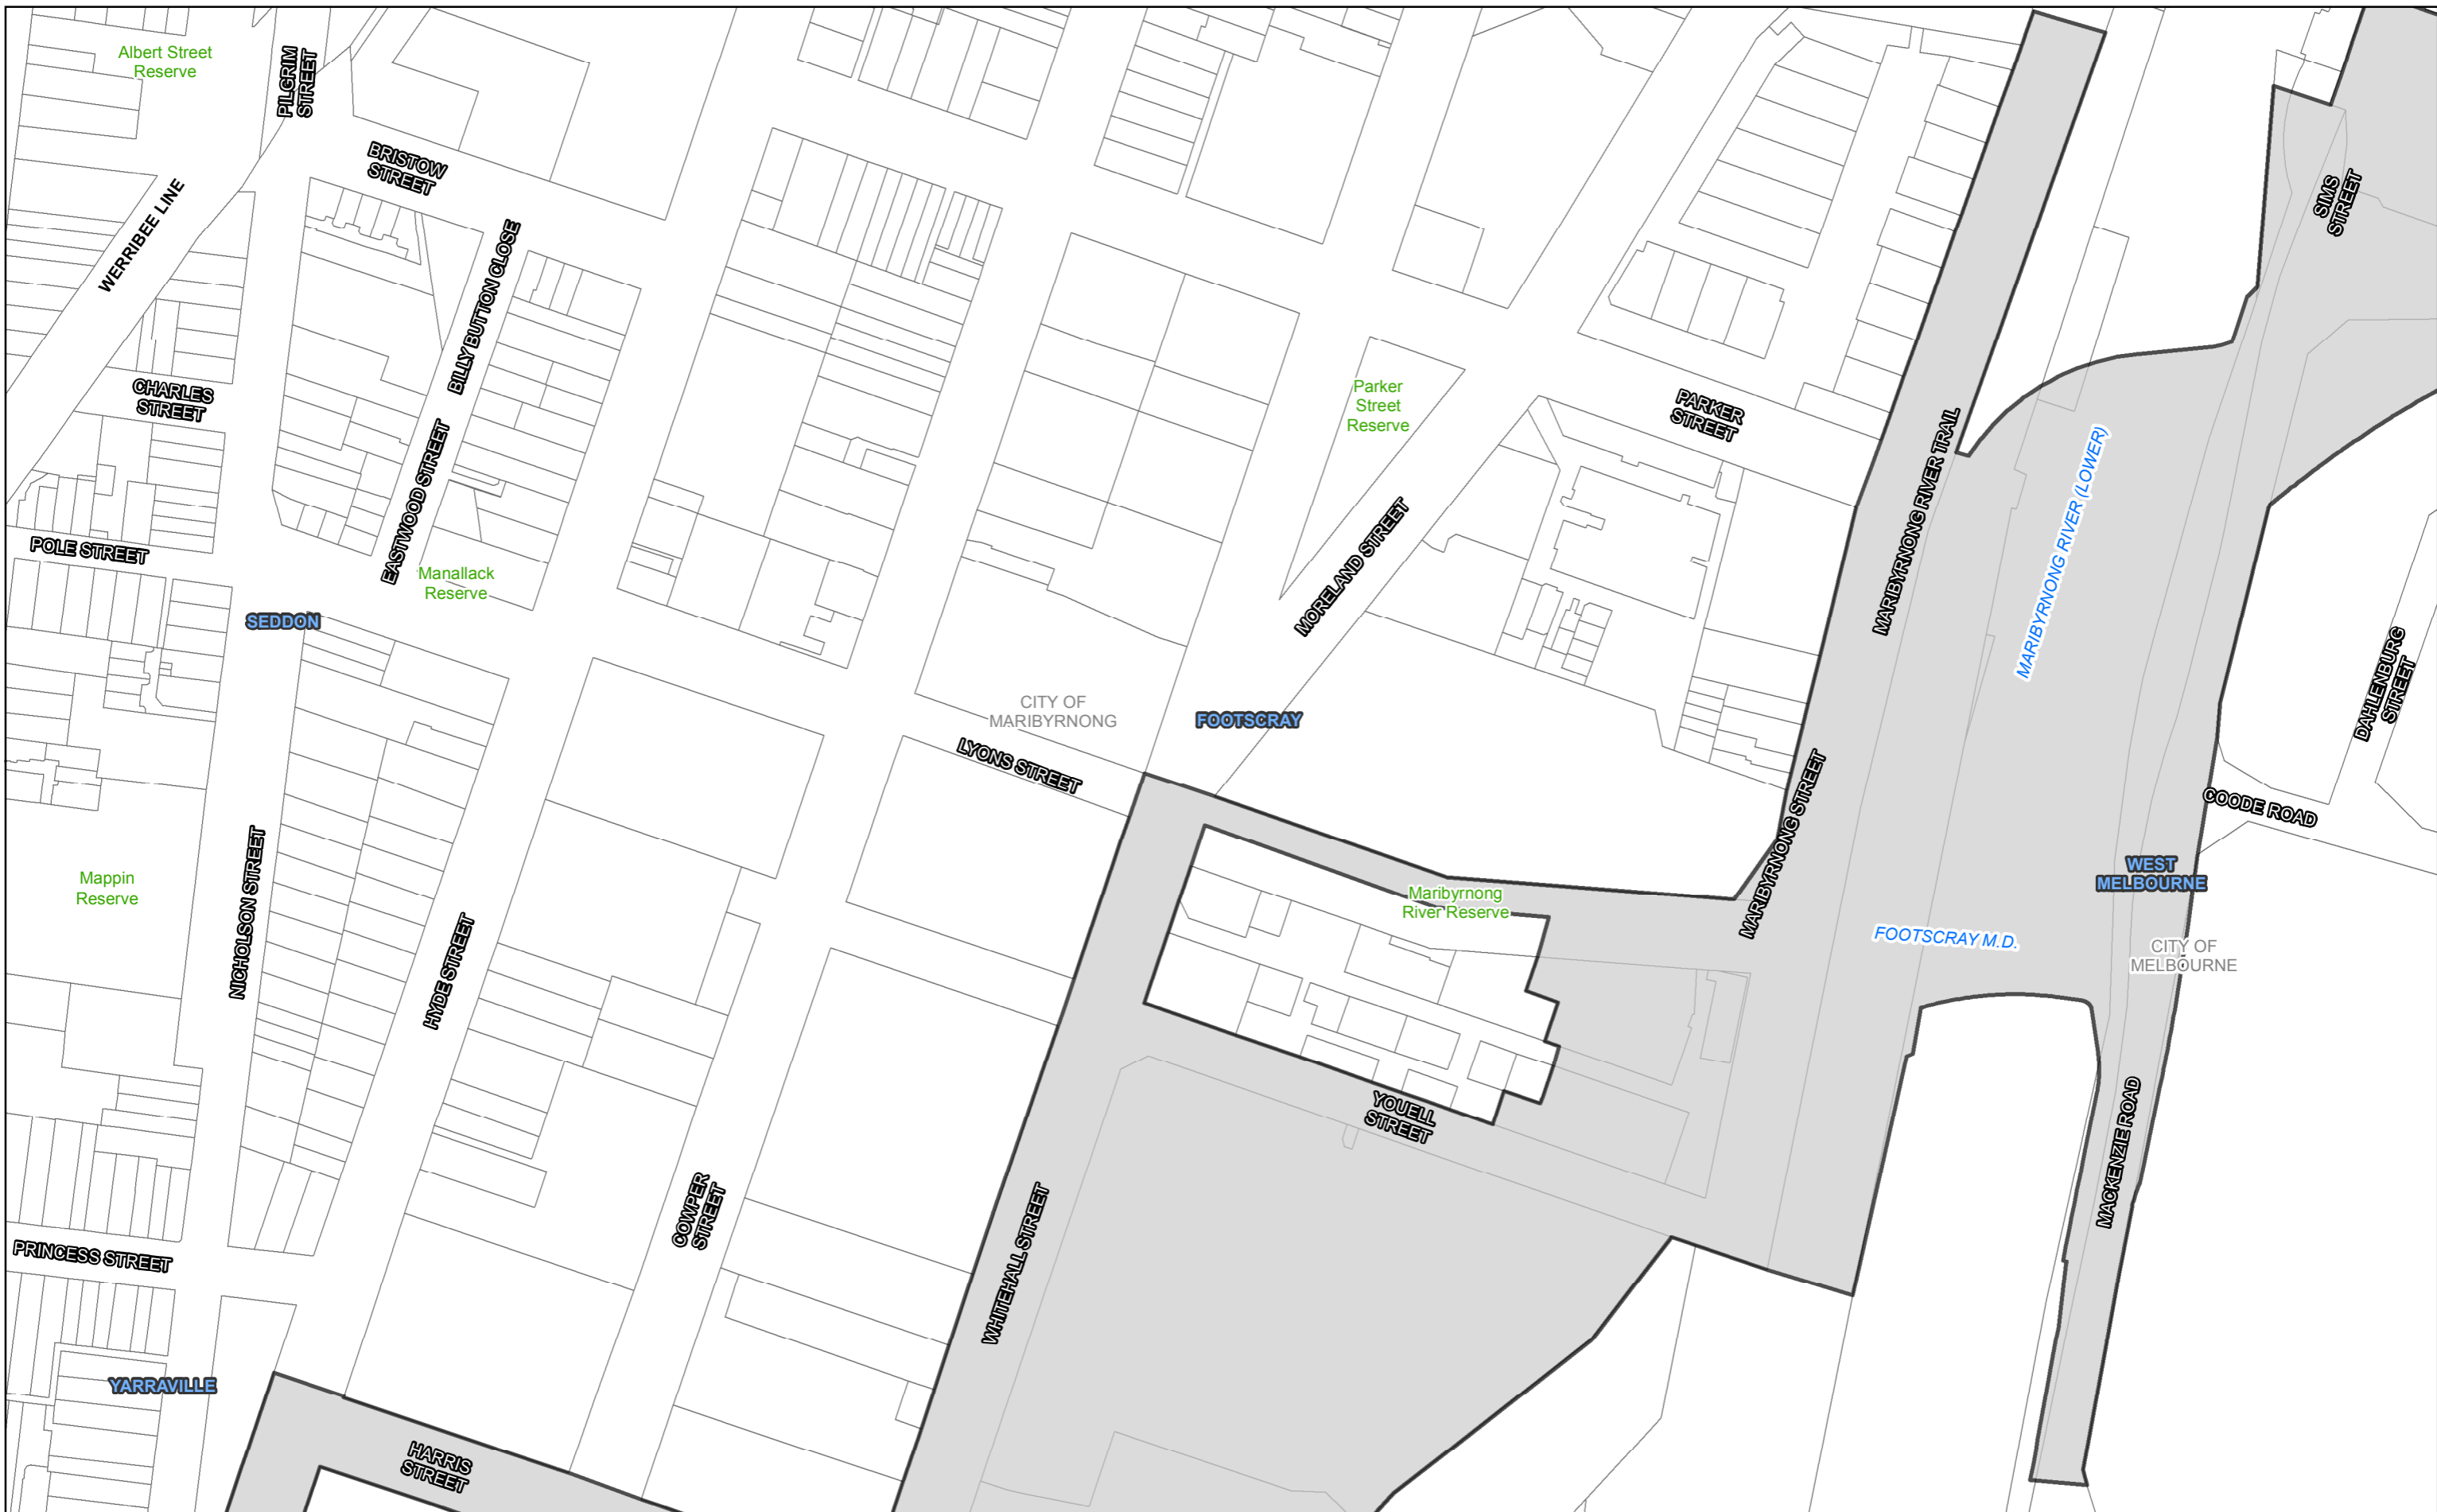 Albert Street
Reserve
PILGRIM
STREET
BRISTOW
STREET
WERRIBEE LINE
SIMS
STREET
BILLY BUTTON CLOSE
CHARLES
STREET
Parker
Street
Reserve
PARKER
STREET
MARIBYRNONG RIVER TRAIL
MARIBYRNONG RIVER (LOWER)
EASTWOOD STREET
POLE STREET
Manallack
Reserve
MORELAND STREET
SEDDON
CITY OF
MARIBYRNONG
FOOTSCRAY
DAHLENBURG
STREET
LYONS STREET
MARIBYRNONG STREET
COODE ROAD
Mappin
Reserve
NICHOLSON STREET
HYDE STREET
Maribyrnong
River Reserve
WEST
MELBOURNE
FOOTSCRAY M.D.
CITY OF
MELBOURNE
YOUELL
STREET
MACKENZIE ROAD
COWPER
STREET
WHITEHALL STREET
PRINCESS STREET
YARRAVILLE
HARRIS
STREET